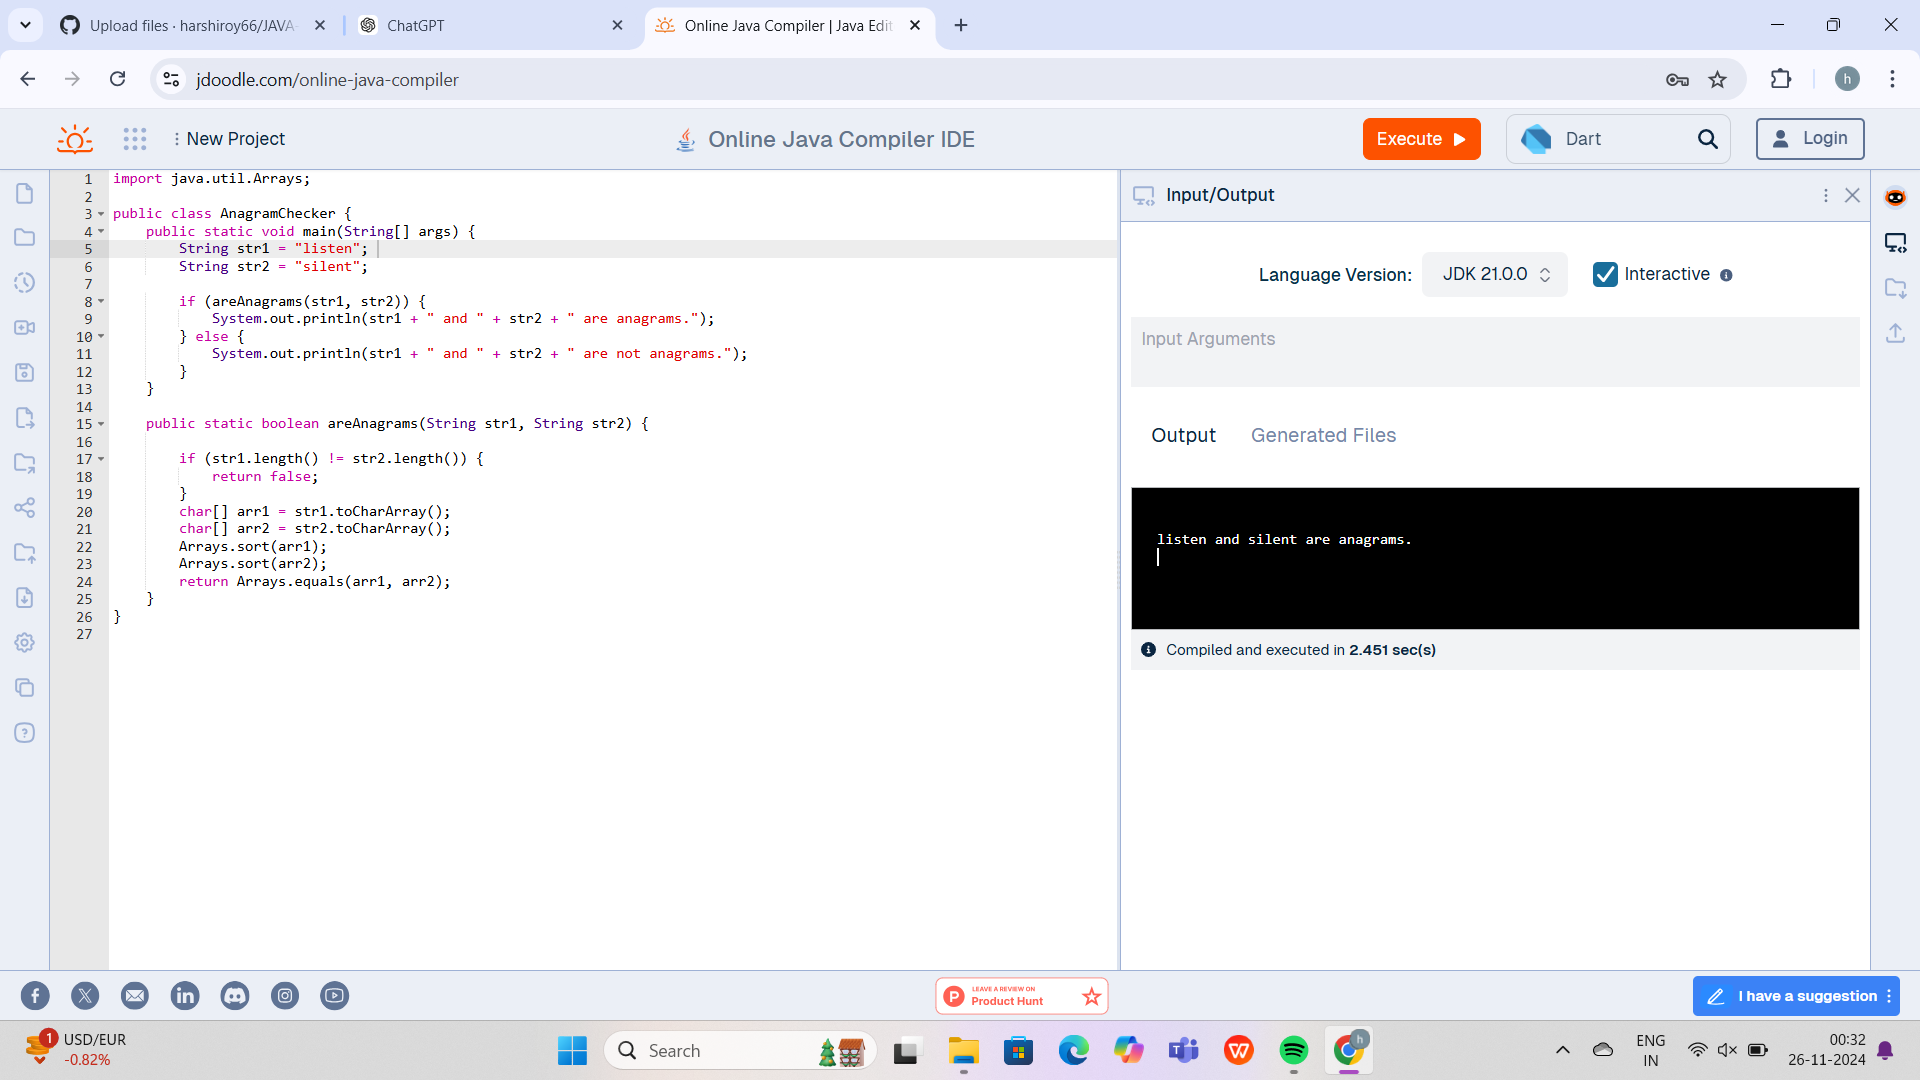 Upload files · harshiroy66/JAVA-
ChatGPT
Online Java Compiler | Java Edit
jdoodle.com/online-java-compiler
h
New Project
Online Java Compiler IDE
Execute
Dart
Login
1 import java.util.Arrays;
2
3 public class AnagramChecker {
4 public static void main(String[] args) {
5 String str1 = "listen";
6 String str2 = "silent";
7
8 if (areAnagrams(str1, str2)) {
9 System.out.println(str1 + " and " + str2 + " are anagrams.");
10 } else {
11 System.out.println(str1 + " and " + str2 + " are not anagrams.");
12 }
13 }
14
15 public static boolean areAnagrams(String str1, String str2) {
16
17 if (str1.length() != str2.length()) {
18 return false;
19 }
20 char[] arr1 = str1.toCharArray();
21 char[] arr2 = str2.toCharArray();
22 Arrays.sort(arr1);
23 Arrays.sort(arr2);
24 return Arrays.equals(arr1, arr2);
25 }
26 }
27
Input/Output
Language Version: JDK 21.0.0 Interactive
Input Arguments
Output Generated Files
listen and silent are anagrams.
Compiled and executed in 2.451 sec(s)
LEAVE A REVIEW ON
Product Hunt
I have a suggestion
1 USD/EUR
-0.82%
Search
h
ENG
IN
00:32
26-11-2024